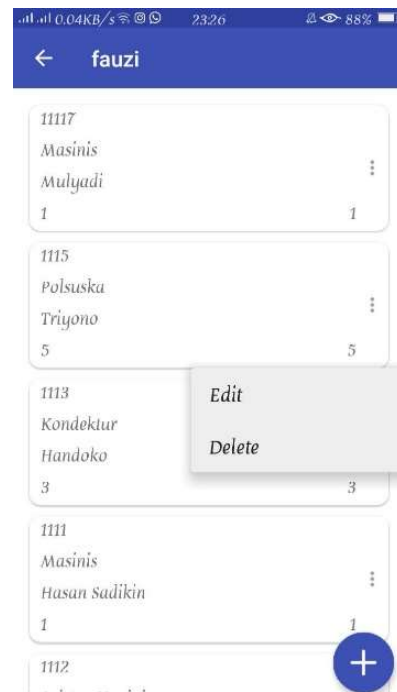 0.04KB/s 23:26 88%
fauzi
11117
Masinis
Mulyadi
1 1
1115
Polsuska
Triyono
5 5
1113
Edit
Kondektur
Handoko
Delete
3 3
1111
Masinis
Hasan Sadikin
1 1
1112